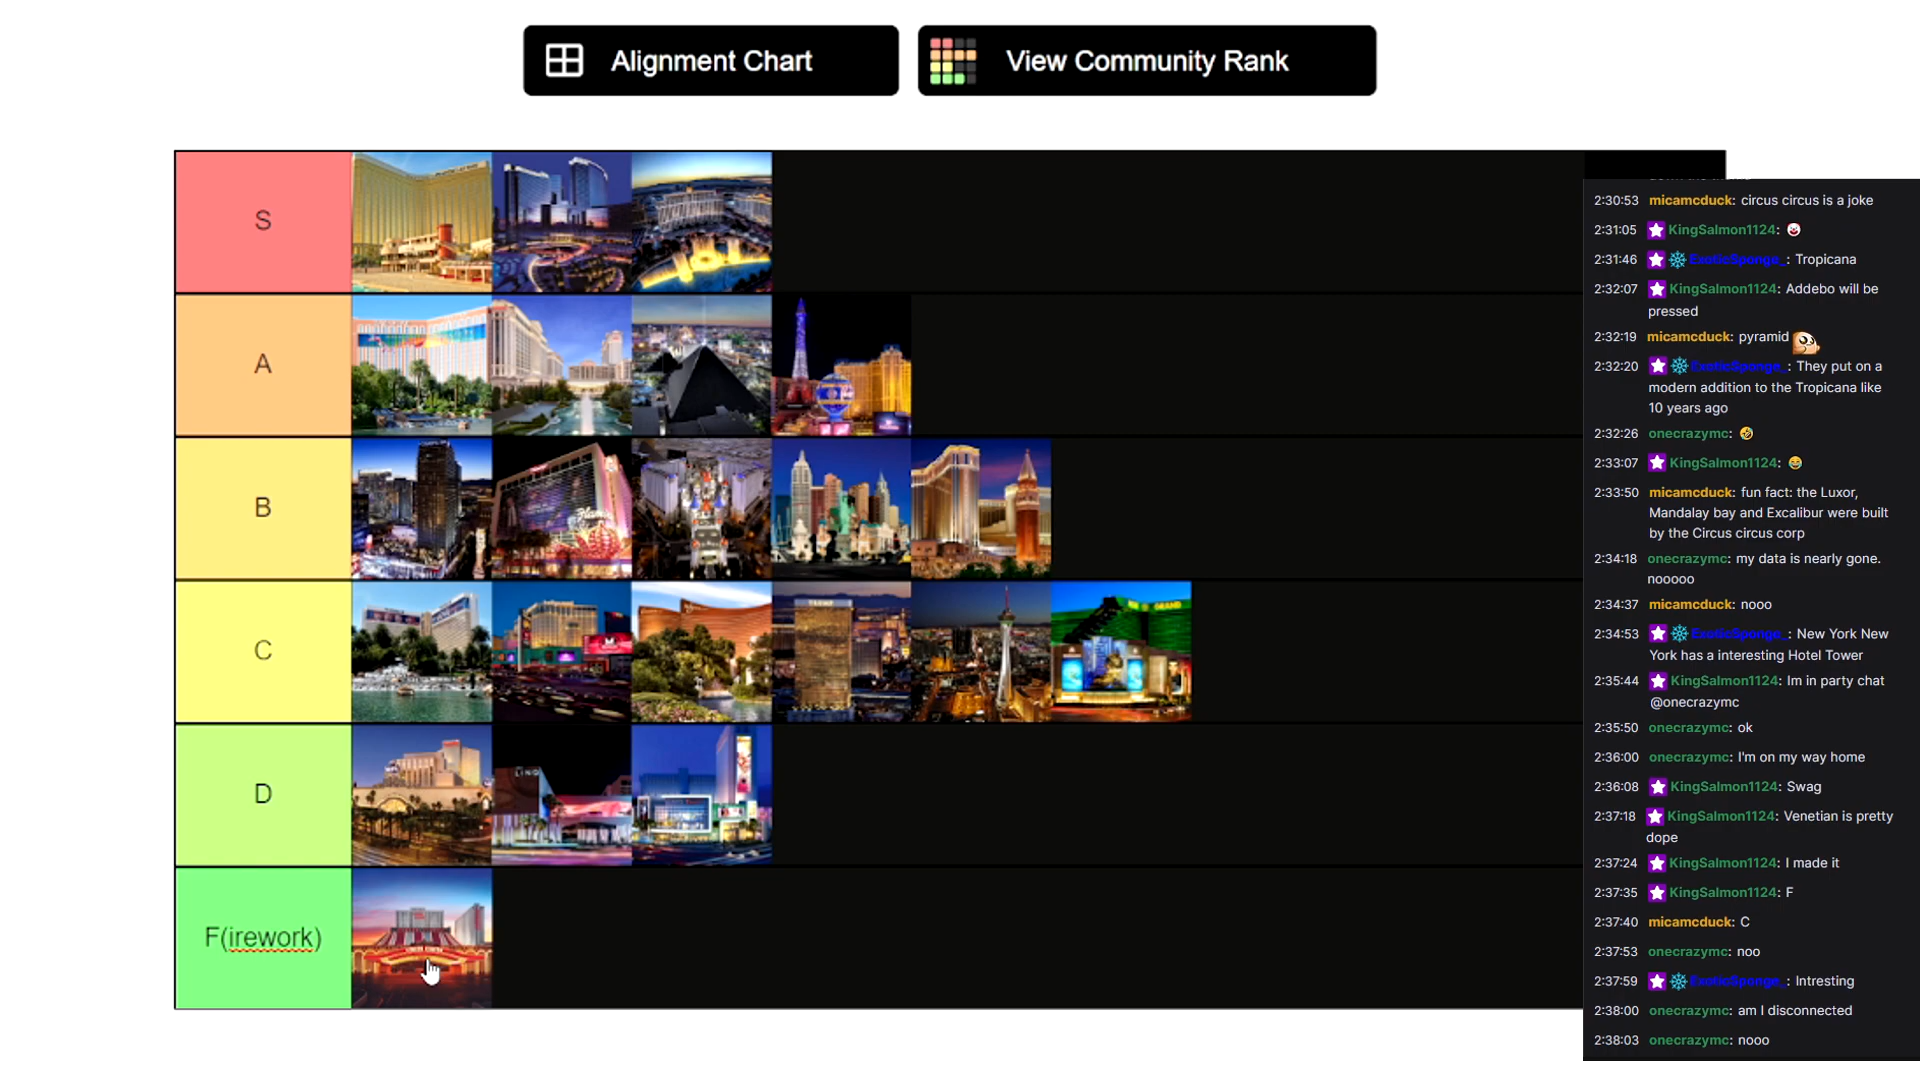 Alignment Chart
View Community Rank
S
A
B
C
D
F(irework)
TRUMP
GRAND
2:30:53 micamcduck: circus circus is a joke
2:31:05 KingSalmon1124:
2:31:46 ExoticSponge_: Tropicana
2:32:07 KingSalmon1124: Addebo will be
pressed
2:32:19 micamcduck: pyramid
2:32:20 ExoticSponge_: They put on a
modern addition to the Tropicana like
10 years ago
2:32:26 onecrazymc:
2:33:07 KingSalmon1124:
2:33:50 micamcduck: fun fact: the Luxor,
Mandalay bay and Excalibur were built
by the Circus circus corp
2:34:18 onecrazymc: my data is nearly gone.
nooooo
2:34:37 micamcduck: nooo
2:34:53 ExoticSponge_: New York New
York has a interesting Hotel Tower
2:35:44 KingSalmon1124: Im in party chat
@onecrazymc
2:35:50 onecrazymc: ok
2:36:00 onecrazymc: I'm on my way home
2:36:08 KingSalmon1124: Swag
2:37:18 KingSalmon1124: Venetian is pretty
dope
2:37:24 KingSalmon1124: I made it
2:37:35 KingSalmon1124: F
2:37:40 micamcduck: C
2:37:53 onecrazymc: noo
2:37:59 ExoticSponge_: Intresting
2:38:00 onecrazymc: am I disconnected
2:38:03 onecrazymc: nooo